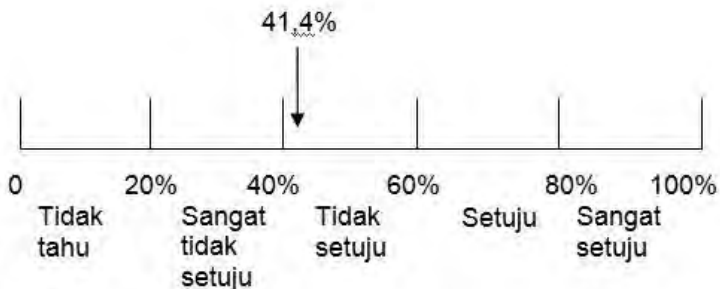 41,4%
0 20% 40% 60% 80% 100%
Tidak Sangat Tidak Setuju Sangat
tahu tidak setuju setuju
setuju